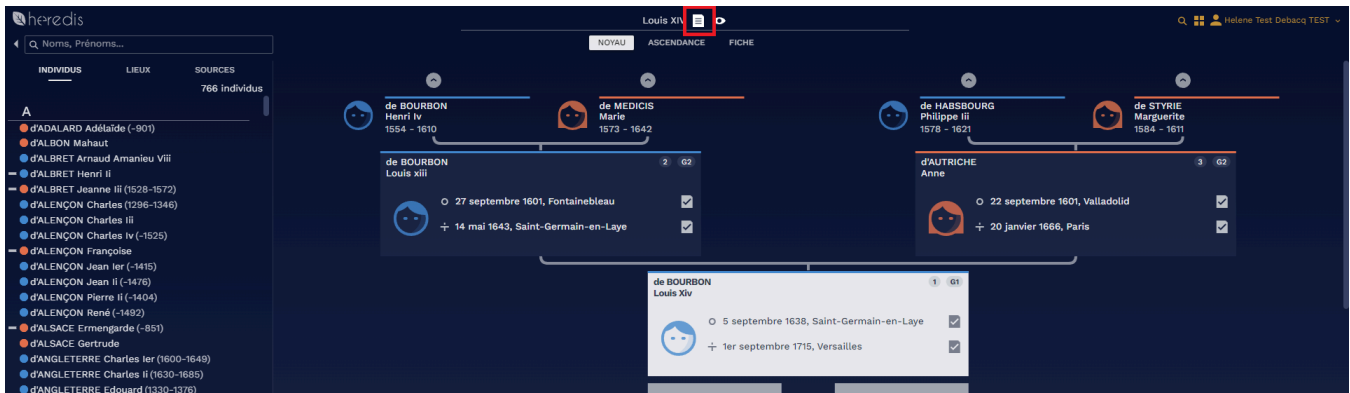 heredis
Louis XIV
Helene Test Debacq TEST
Noms, Prénoms...
NOYAU ASCENDANCE FICHE
INDIVIDUS LIEUX SOURCES
766 individus
A
d'ADALARD Adélaïde (-901)
d'ALBON Mahaut
d'ALBRET Arnaud Amanieu Viii
d'ALBRET Henri Ii
d'ALBRET Jeanne Iii (1528-1572)
d'ALENÇON Charles (1296-1346)
d'ALENÇON Charles Iii
d'ALENÇON Charles Iv (-1525)
d'ALENÇON Françoise
d'ALENÇON Jean Ier (-1415)
d'ALENÇON Jean Ii (-1476)
d'ALENÇON Pierre Ii (-1404)
d'ALENÇON René (-1492)
d'ALSACE Ermengarde (-851)
d'ALSACE Gertrude
d'ANGLETERRE Charles Ier (1600-1649)
d'ANGLETERRE Charles Ii (1630-1685)
d'ANGLETERRE Edouard (1330-1376)
de BOURBON
Henri Iv
1554 - 1610
de MEDICIS
Marie
1573 - 1642
de HABSBOURG
Philippe Iii
1578 - 1621
de STYRIE
Marguerite
1584 - 1611
de BOURBON 2 G2
Louis xiii
27 septembre 1601, Fontainebleau
14 mai 1643, Saint-Germain-en-Laye
d'AUTRICHE 3 G2
Anne
22 septembre 1601, Valladolid
20 janvier 1666, Paris
de BOURBON 1 G1
Louis Xiv
5 septembre 1638, Saint-Germain-en-Laye
1er septembre 1715, Versailles